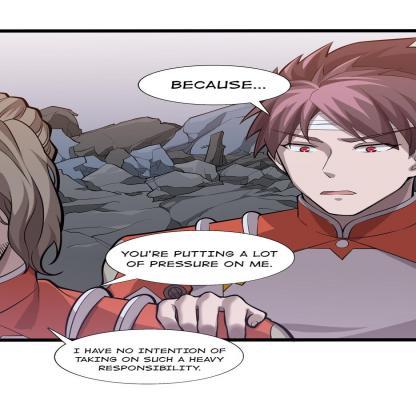 BECAUSE...
YOU'RE PUTTING A LOT
OF PRESSURE ON ME.
I HAVE NO INTENTION OF
TAKING ON SUCH A HEAVY
RESPONSIBILITY.